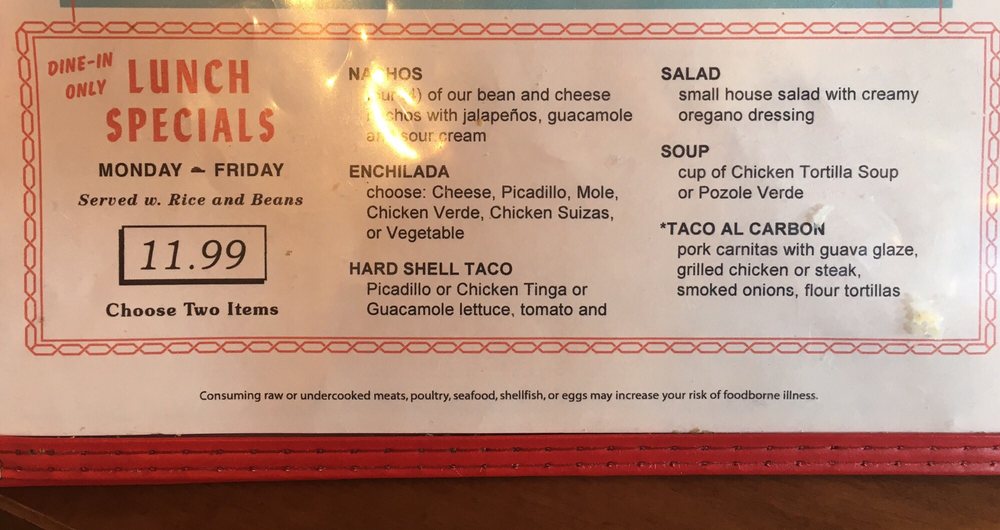 DINE-IN
ONLY
LUNCH
SPECIALS
MONDAY - FRIDAY
Served w. Rice and Beans
11.99
Choose Two Items
NACHOS
of our bean and cheese
nachos with jalapeños, guacamole
and sour cream
ENCHILADA
choose: Cheese, Picadillo, Mole,
Chicken Verde, Chicken Suizas,
or Vegetable
HARD SHELL TACO
Picadillo or Chicken Tinga or
Guacamole lettuce, tomato and
SALAD
small house salad with creamy
oregano dressing
SOUP
cup of Chicken Tortilla Soup
or Pozole Verde
*TACO AL CARBON
pork carnitas with guava glaze,
grilled chicken or steak,
smoked onions, flour tortillas
Consuming raw or undercooked meats, poultry, seafood, shellfish, or eggs may increase your risk of foodborne illness.